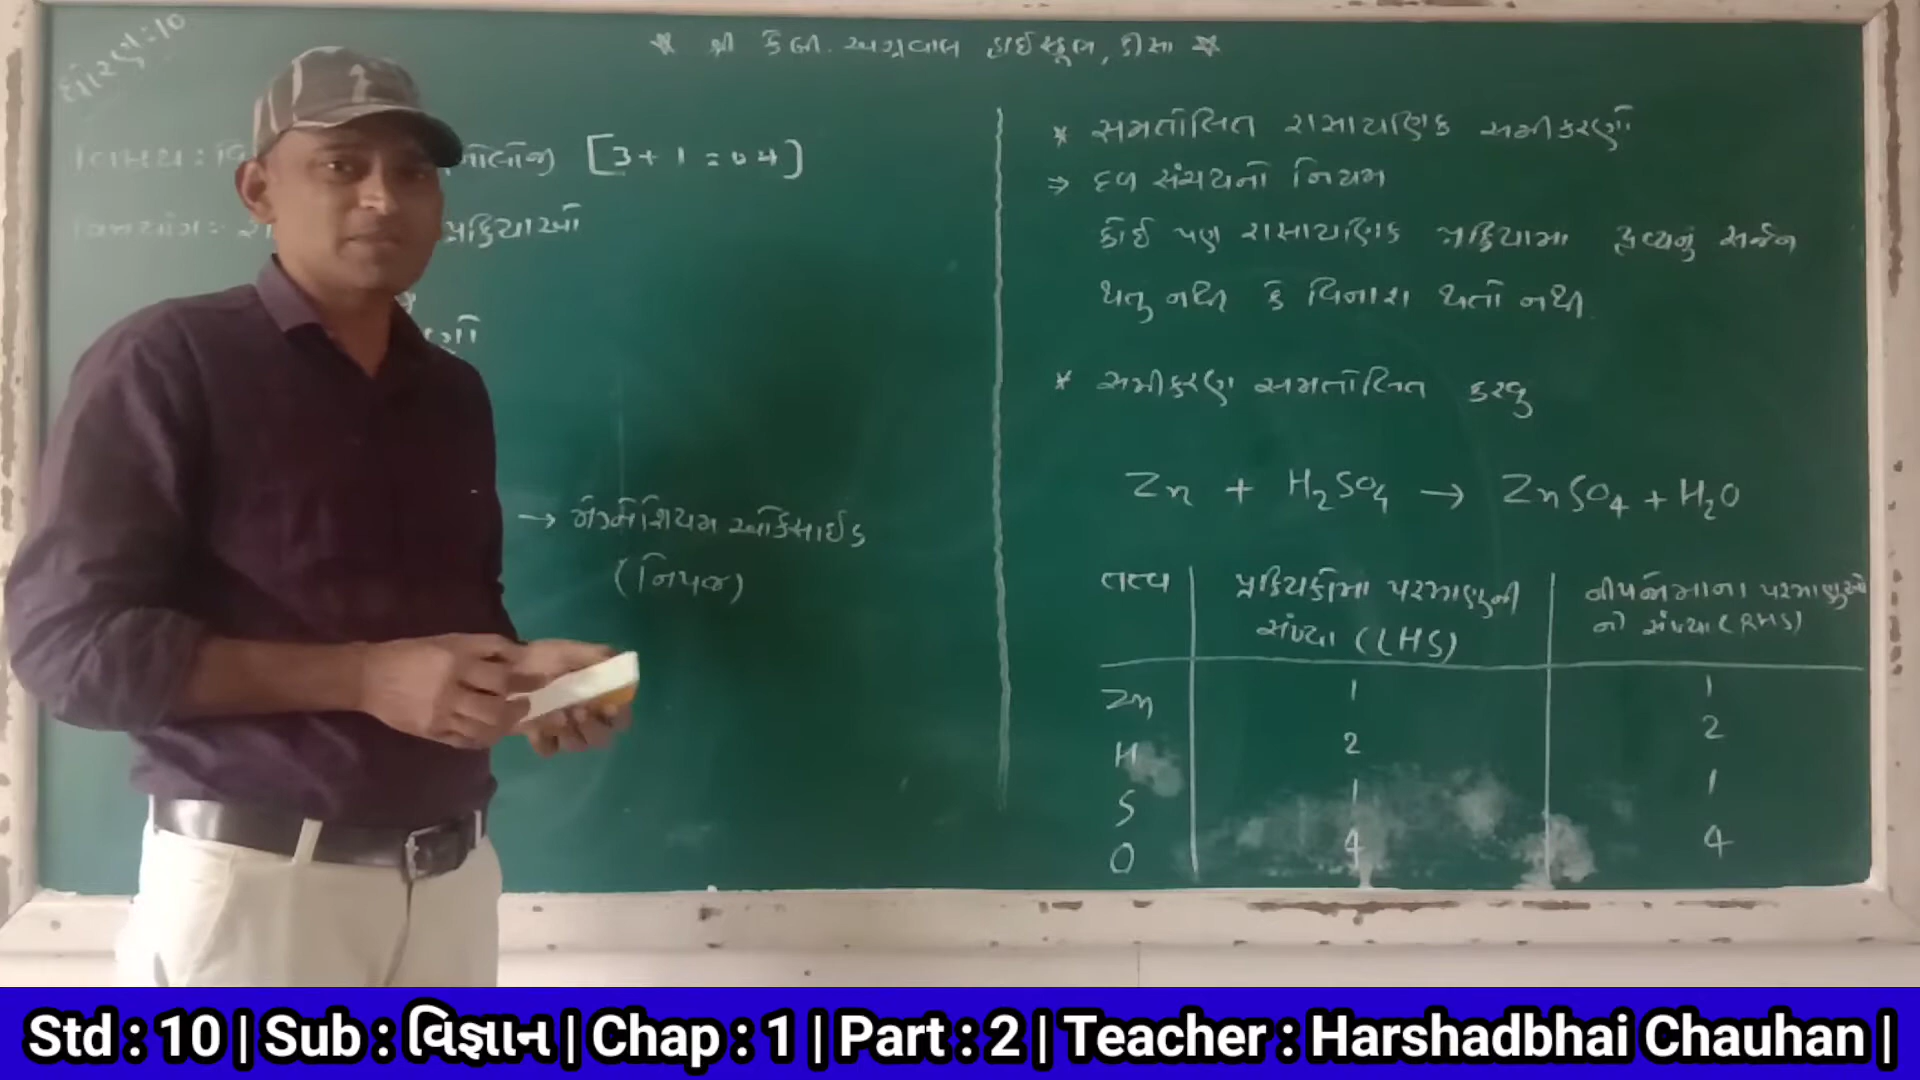 ધોરણ:૧૦
* શ્રી કે.બી. અગ્રવાલ હાઈસ્કૂલ, ડીસા *
વિષય : વિ
[3+1=04]
પ્રક્રિયાઓ
ણો
→ મેગ્નેશિયમ ઓક્સાઈડ
(નિપજ)
* સમતોલિત રાસાયણિક સમીકરણો
⇒ દળ સંચયનો નિયમ
કોઈ પણ રાસાયણિક પ્રક્રિયામા દ્રવ્યનું સર્જન
થતુ નથી કે વિનાશ થતો નથી.
* સમીકરણ સમતોલિત કરવુ
Zn + H₂SO₄ → ZnSO₄ + H₂O
તત્વ | પ્રક્રિયકોમા પરમાણુની સંખ્યા (LHS) | નીપજોમાના પરમાણુઓ ની સંખ્યા (RHS)
Zn 1 1
H 2 2
S 1 1
O 4 4
Std : 10 | Sub : વિજ્ઞાન | Chap : 1 | Part : 2 | Teacher : Harshadbhai Chauhan |